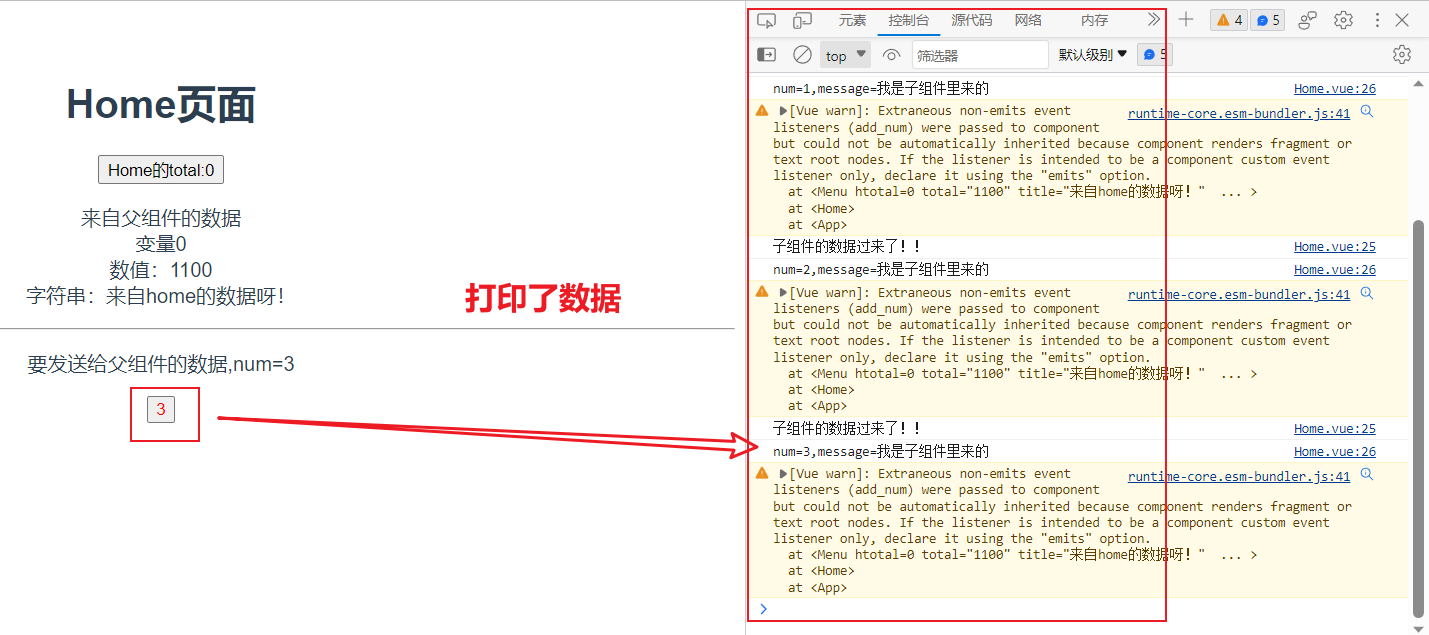 Home页面
Home的total:0
来自父组件的数据
变量0
数值：1100
字符串：来自home的数据呀！
打印了数据
要发送给父组件的数据,num=3
3
元素 控制台 源代码 网络 内存 4 5
top 筛选器 默认级别 5
num=1,message=我是子组件里来的 Home.vue:26
[Vue warn]: Extraneous non-emits event runtime-core.esm-bundler.js:41
listeners (add_num) were passed to component
but could not be automatically inherited because component renders fragment or
text root nodes. If the listener is intended to be a component custom event
listener only, declare it using the "emits" option.
at <Menu htotal=0 total="1100" title="来自home的数据呀！" ... >
at <Home>
at <App>
子组件的数据过来了！！ Home.vue:25
num=2,message=我是子组件里来的 Home.vue:26
[Vue warn]: Extraneous non-emits event runtime-core.esm-bundler.js:41
listeners (add_num) were passed to component
but could not be automatically inherited because component renders fragment or
text root nodes. If the listener is intended to be a component custom event
listener only, declare it using the "emits" option.
at <Menu htotal=0 total="1100" title="来自home的数据呀！" ... >
at <Home>
at <App>
子组件的数据过来了！！ Home.vue:25
num=3,message=我是子组件里来的 Home.vue:26
[Vue warn]: Extraneous non-emits event runtime-core.esm-bundler.js:41
listeners (add_num) were passed to component
but could not be automatically inherited because component renders fragment or
text root nodes. If the listener is intended to be a component custom event
listener only, declare it using the "emits" option.
at <Menu htotal=0 total="1100" title="来自home的数据呀！" ... >
at <Home>
at <App>